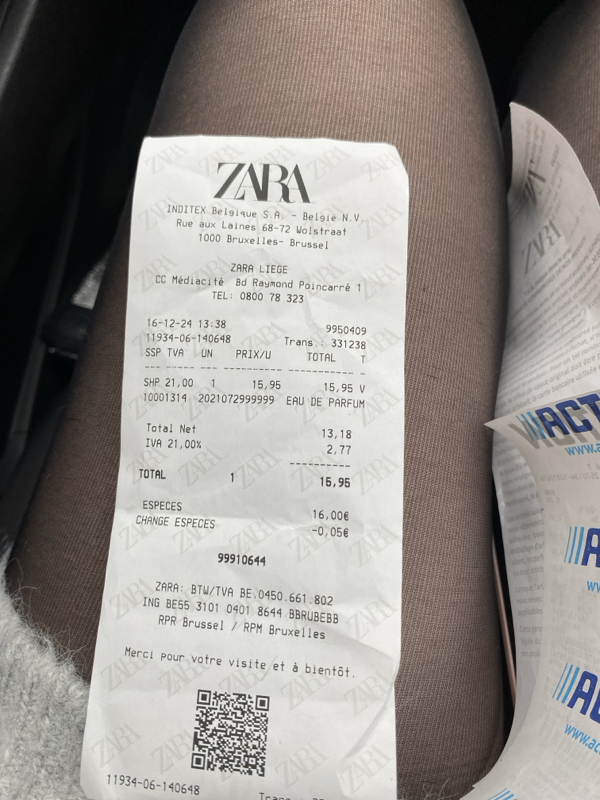 ZARA
INDITEX Belgique S.A. - België N.V.
Rue aux Laines 68-72 Wolstraat
1000 Bruxelles- Brussel
ZARA LIEGE
CC Médiacité Bd Raymond Poincarré 1
TEL: 0800 78 323
16-12-24 13:38 9950409
11934-06-140648 Trans.: 331238
SSP TVA UN PRIX/U TOTAL T
SHP 21,00 1 15,95 15,95 V
10001314 2021072999999 EAU DE PARFUM
Total Net 13,18
IVA 21,00% 2,77
TOTAL 1 15,95
ESPECES 16,00€
CHANGE ESPECES -0,05€
99910644
ZARA: BTW/TVA BE.0450.661.802
ING BE55 3101 0401 8644 BBRUBEBB
RPR Brussel / RPM Bruxelles
Merci pour votre visite et à bientôt.
11934-06-140648
ACT
www.a